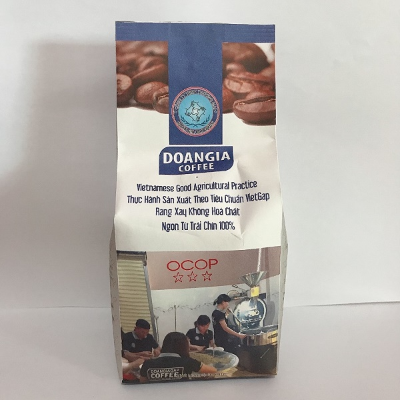 DOANGIA
COFFEE
Vietnamese Good Agricultural Practice
Thực Hành Sản Xuất Theo Tiêu Chuẩn VietGap
Rang Xay Không Hóa Chất
Ngon Từ Trái Chín 100%
OCOP
COFFEE